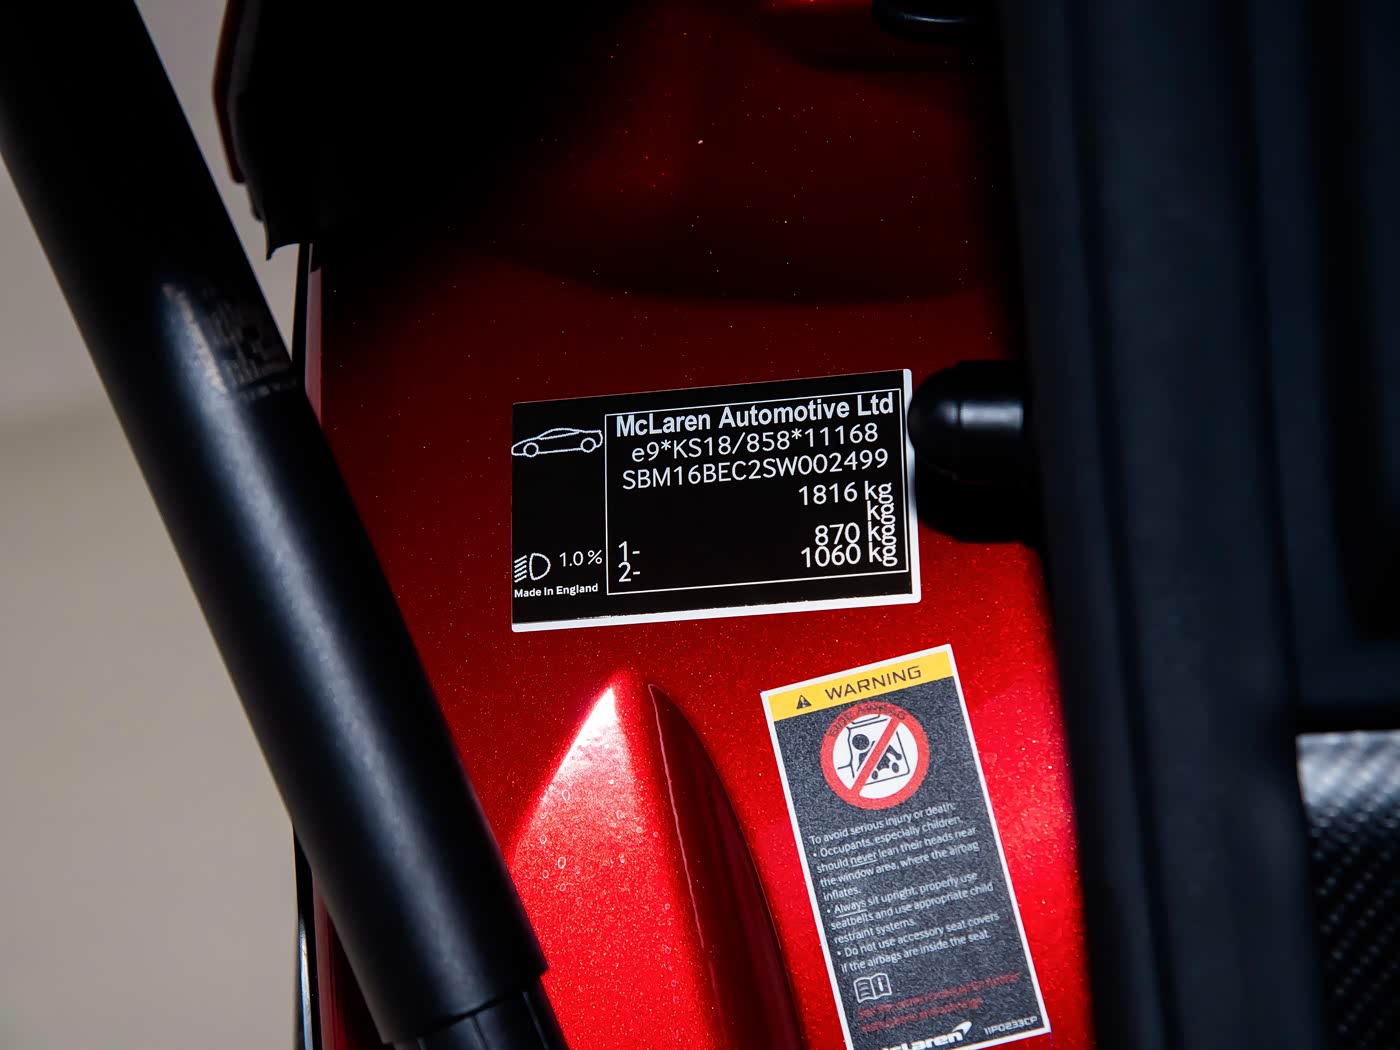 McLaren Automotive Ltd
e9*KS18/858*11168
SBM16BEC2SW002499
1816 kg
kg
1- 870 kg
2- 1060 kg
1.0%
Made In England
WARNING
To avoid serious injury or death:
• Occupants, especially children,
should never lean their heads near
the window area, where the airbag
inflates.
• Always sit upright, properly use
seatbelts and use appropriate child
restraint systems.
• Do not use accessory seat covers
if the airbags are inside the seat.
McLaren
11P0233CP